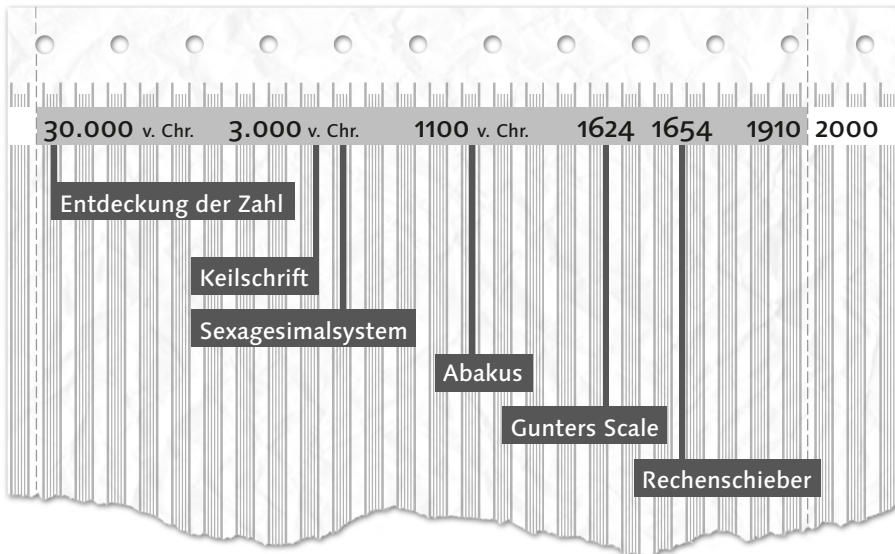 30.000 v. Chr. 3.000 v. Chr. 1100 v. Chr. 1624 1654 1910 2000
Entdeckung der Zahl
Keilschrift
Sexagesimalsystem
Abakus
Gunters Scale
Rechenschieber